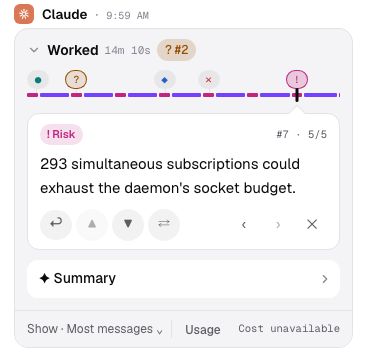 Claude · 9:59 AM
Worked 14m 10s ? #2
?
!
! Risk #7 · 5/5
293 simultaneous subscriptions could
exhaust the daemon's socket budget.
Summary
Show · Most messages Usage Cost unavailable